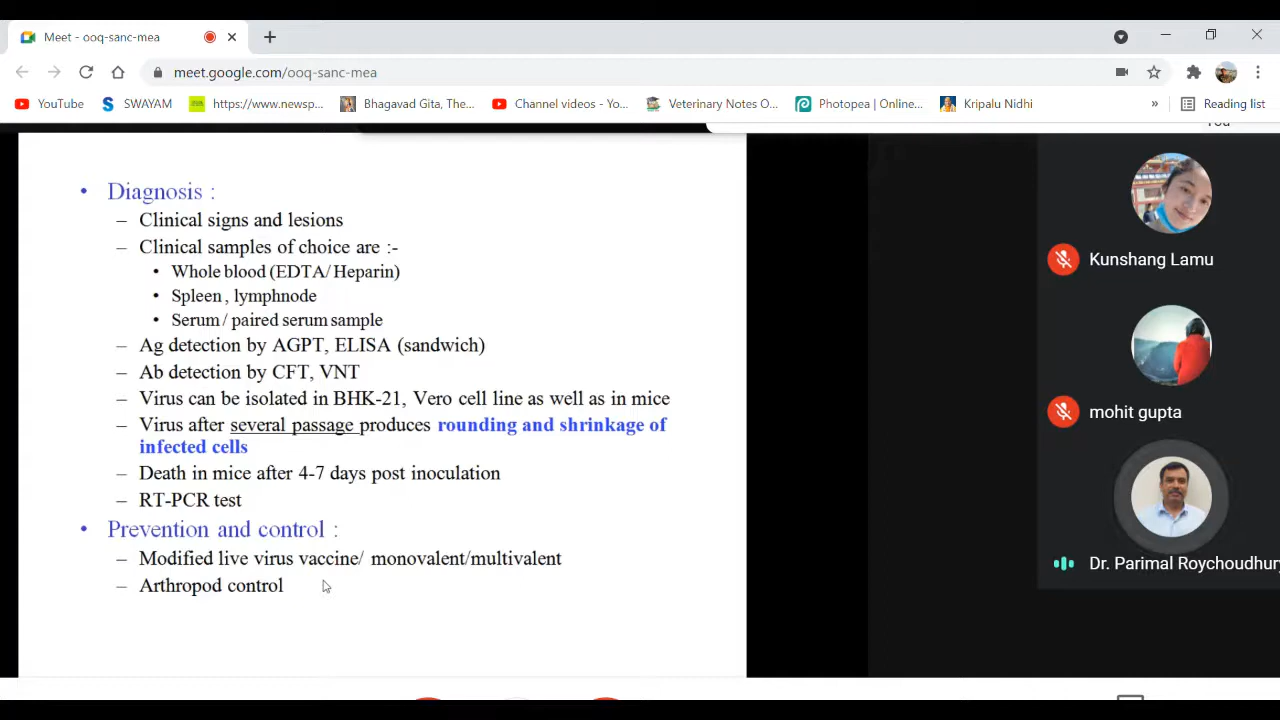 Meet - ooq-sanc-mea
meet.google.com/ooq-sanc-mea
YouTube
SWAYAM
https://www.newsp...
Bhagavad Gita, The...
Channel videos - Yo...
Veterinary Notes O...
Photopea | Online...
Kripalu Nidhi
»
Reading list
You
• Diagnosis :
– Clinical signs and lesions
– Clinical samples of choice are :-
• Whole blood (EDTA/ Heparin)
• Spleen , lymphnode
• Serum / paired serum sample
– Ag detection by AGPT, ELISA (sandwich)
– Ab detection by CFT, VNT
– Virus can be isolated in BHK-21, Vero cell line as well as in mice
– Virus after several passage produces rounding and shrinkage of
infected cells
– Death in mice after 4-7 days post inoculation
– RT-PCR test
• Prevention and control :
– Modified live virus vaccine/ monovalent/multivalent
– Arthropod control
Kunshang Lamu
mohit gupta
Dr. Parimal Roychoudhury